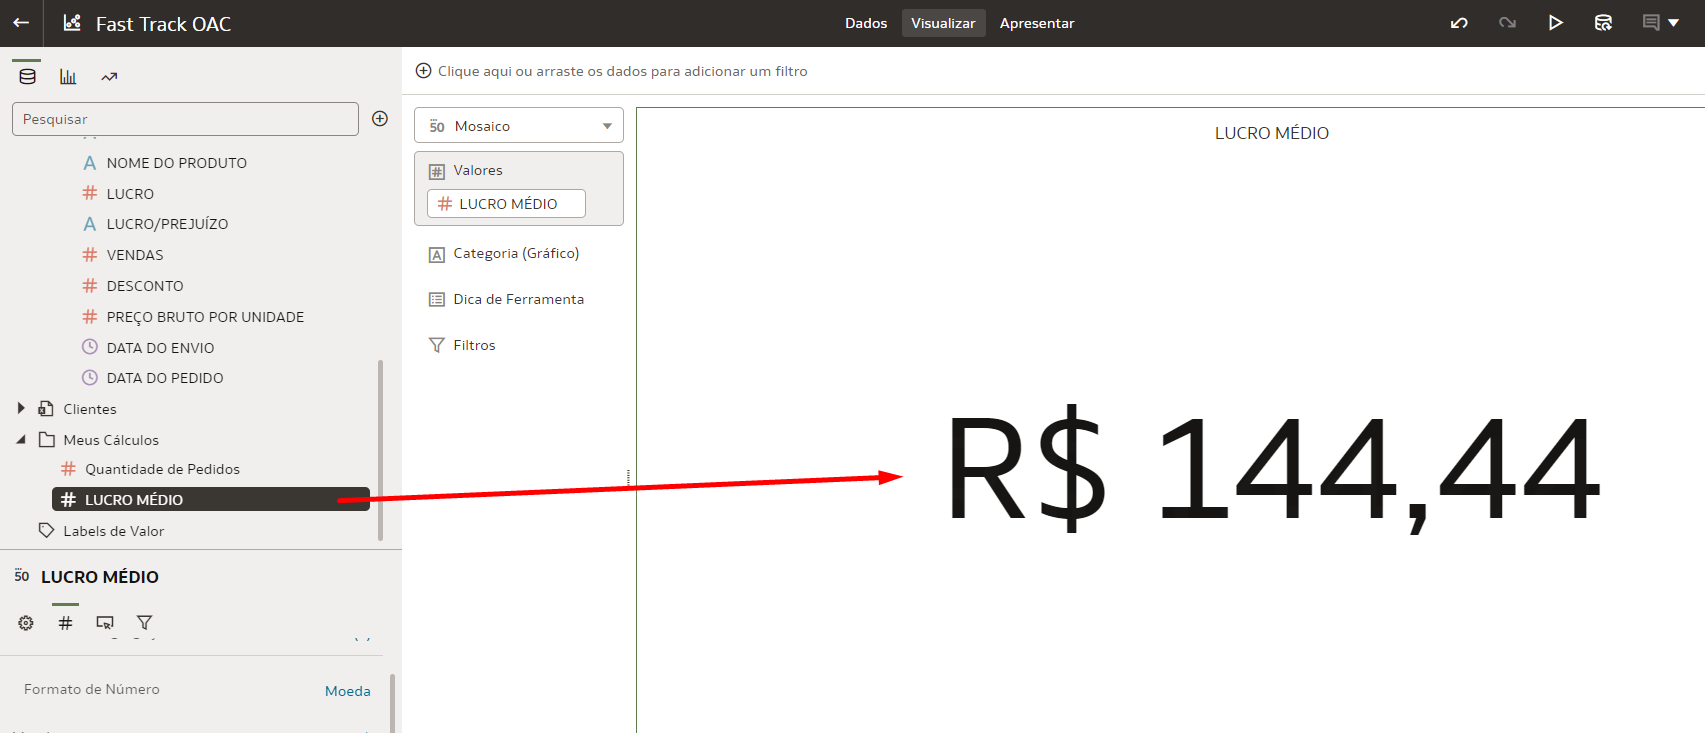 Fast Track OAC
Dados
Visualizar
Apresentar
Pesquisar
NOME DO PRODUTO
LUCRO
LUCRO/PREJUÍZO
VENDAS
DESCONTO
PREÇO BRUTO POR UNIDADE
DATA DO ENVIO
DATA DO PEDIDO
Clientes
Meus Cálculos
Quantidade de Pedidos
LUCRO MÉDIO
Labels de Valor
50 LUCRO MÉDIO
Formato de Número
Moeda
Clique aqui ou arraste os dados para adicionar um filtro
50 Mosaico
Valores
LUCRO MÉDIO
Categoria (Gráfico)
Dica de Ferramenta
Filtros
LUCRO MÉDIO
R$ 144,44